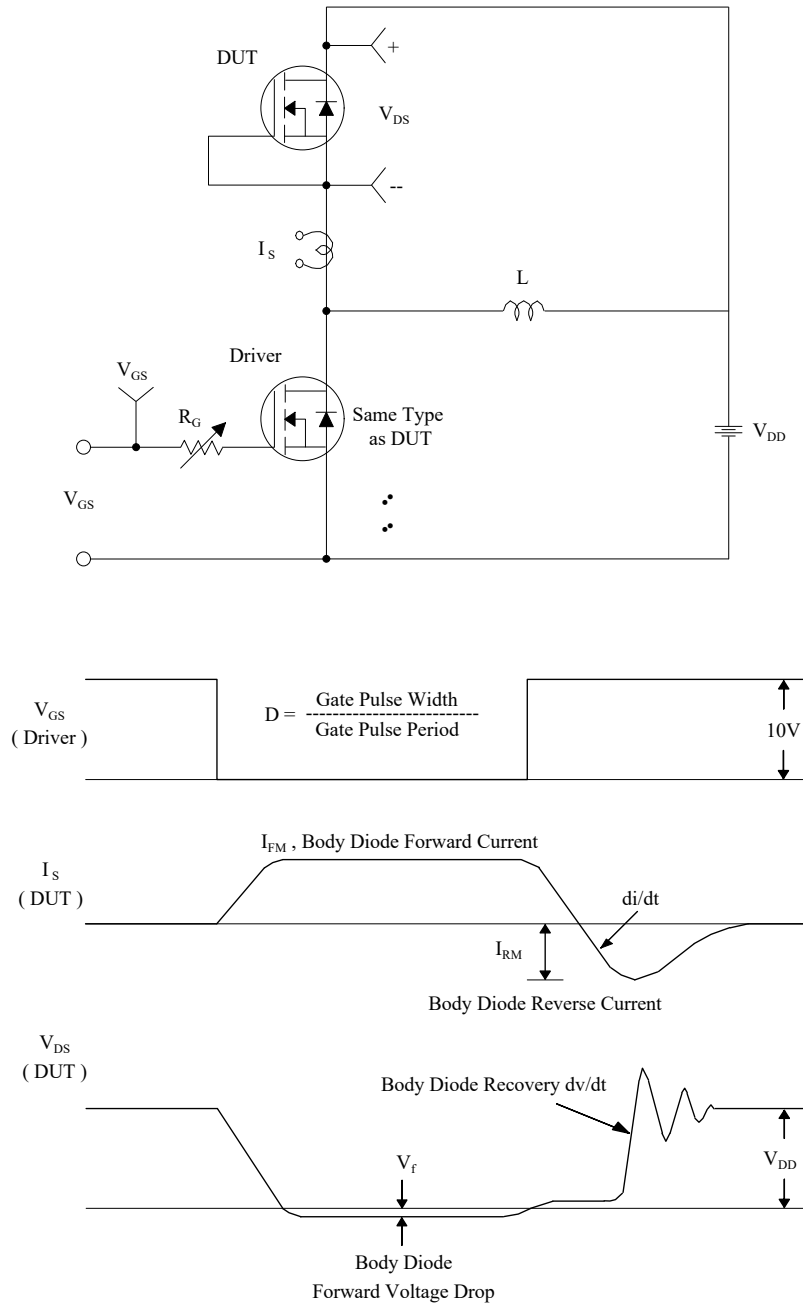 DUT
+
V_DS
--
I_S
L
Driver
V_GS
R_G
Same Type
as DUT
V_DD
V_GS
V_GS
( Driver )
D = Gate Pulse Width
Gate Pulse Period
10V
I_FM , Body Diode Forward Current
I_S
( DUT )
di/dt
I_RM
Body Diode Reverse Current
V_DS
( DUT )
Body Diode Recovery dv/dt
V_f
V_DD
Body Diode
Forward Voltage Drop